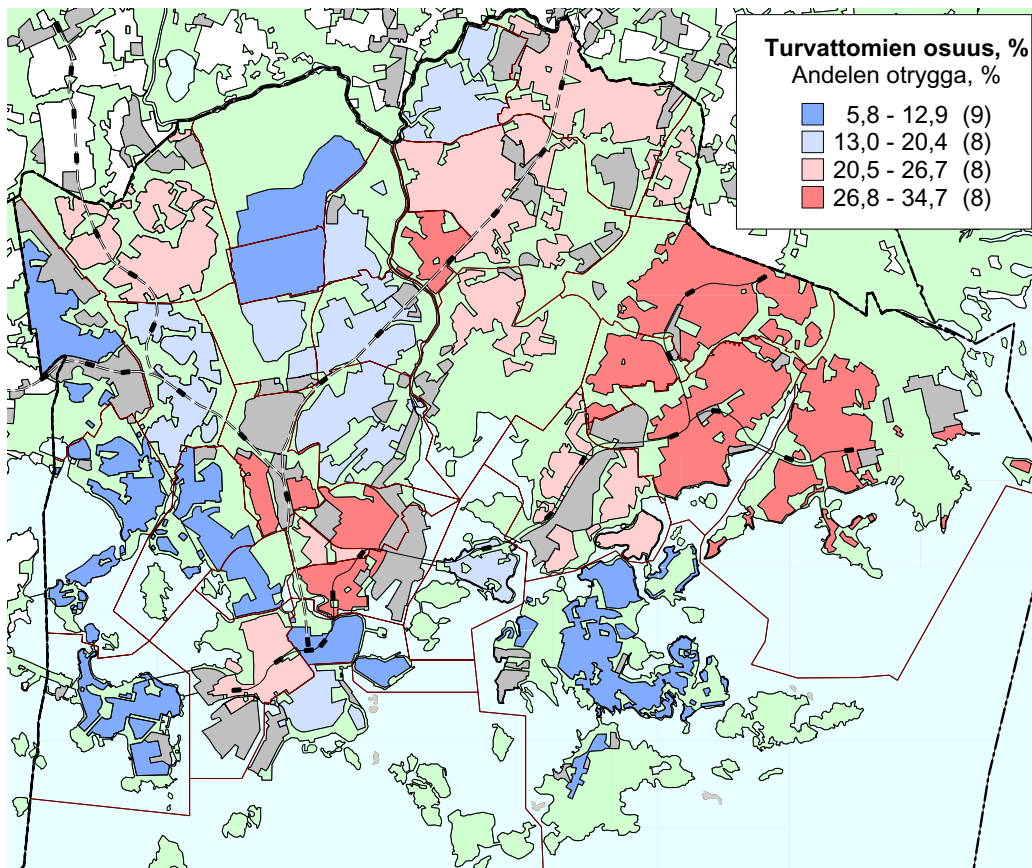 Turvattomien osuus, %
Andelen otrygga, %
5,8 - 12,9 (9)
13,0 - 20,4 (8)
20,5 - 26,7 (8)
26,8 - 34,7 (8)